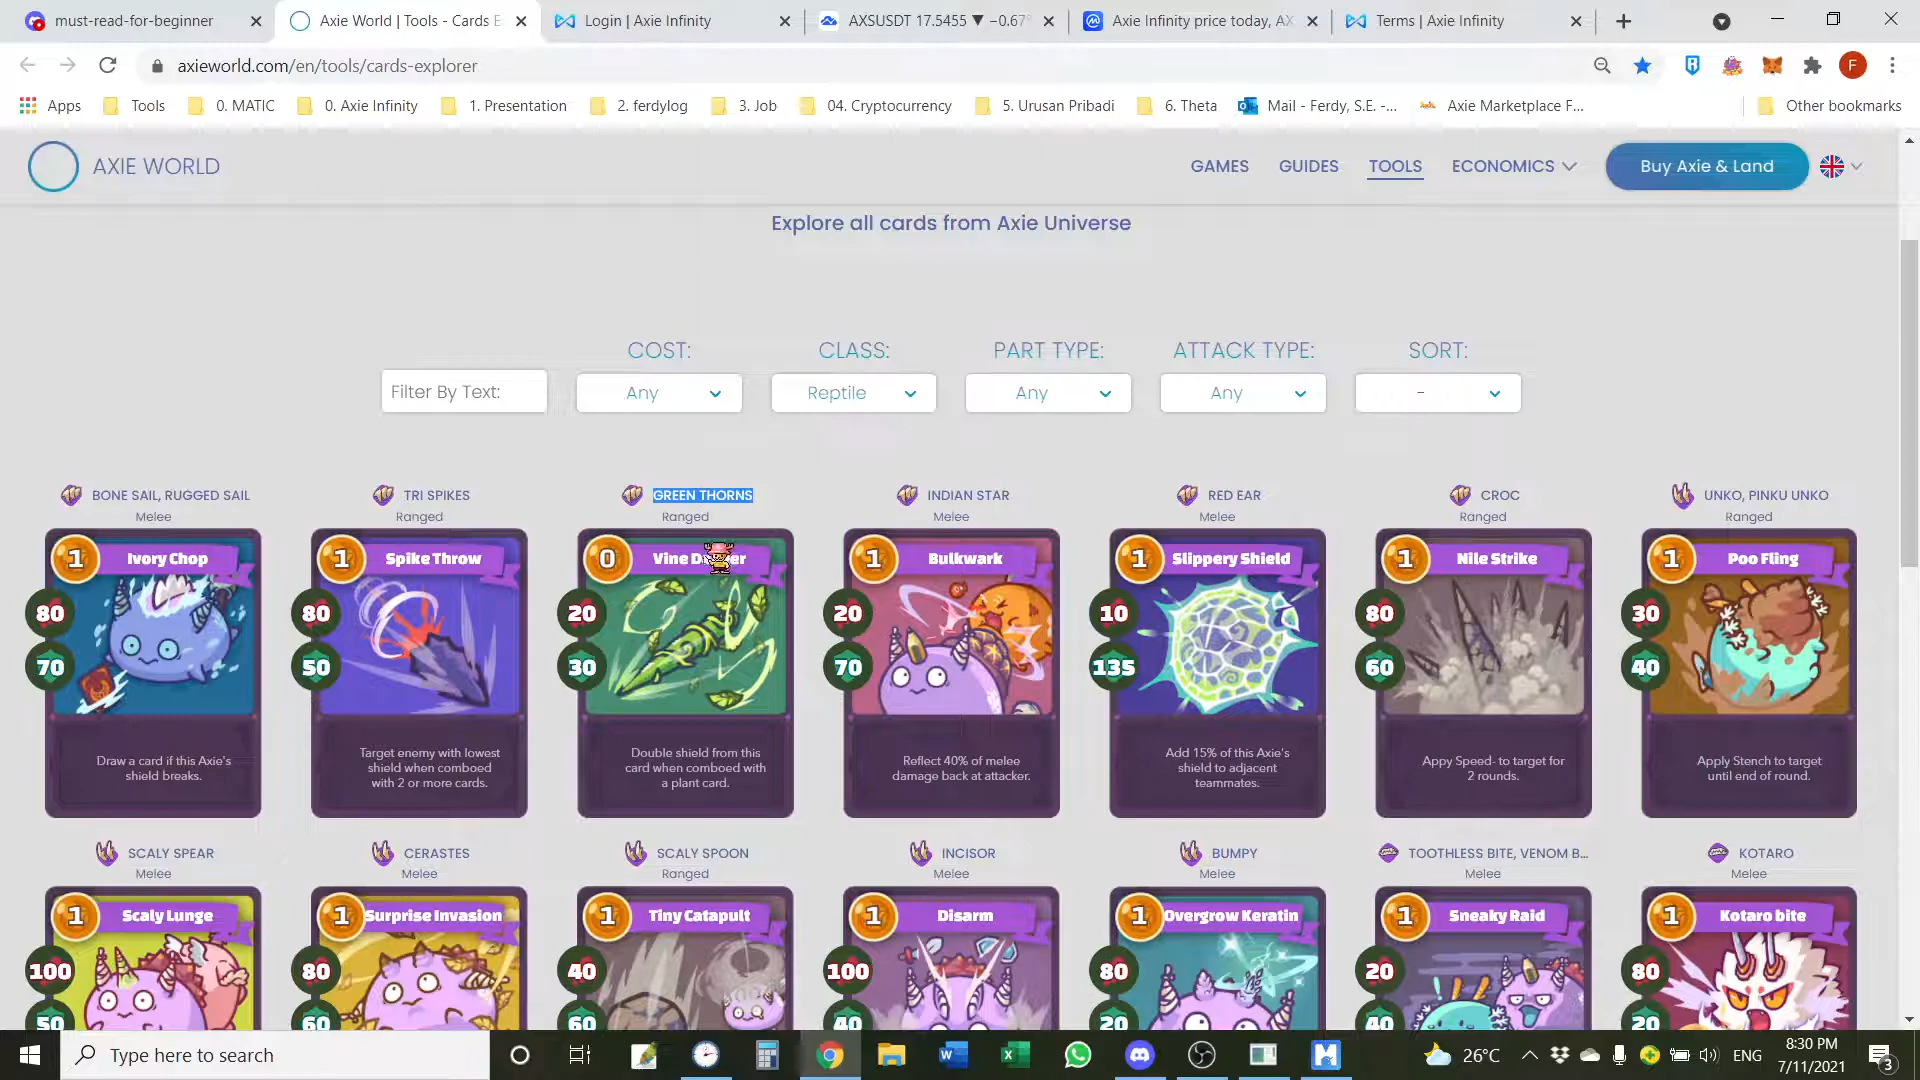 must-read-for-beginner
Axie World | Tools - Cards E
Login | Axie Infinity
AXSUSDT 17.5455 ▼ −0.67%
Axie Infinity price today, AX
Terms | Axie Infinity
axieworld.com/en/tools/cards-explorer
F
Apps
Tools
0. MATIC
0. Axie Infinity
1. Presentation
2. ferdylog
3. Job
04. Cryptocurrency
5. Urusan Pribadi
6. Theta
Mail - Ferdy, S.E. -...
Axie Marketplace F...
Other bookmarks
AXIE WORLD
GAMES
GUIDES
TOOLS
ECONOMICS
Buy Axie & Land
Explore all cards from Axie Universe
COST:
CLASS:
PART TYPE:
ATTACK TYPE:
SORT:
Filter By Text:
Any
Reptile
Any
Any
-
BONE SAIL, RUGGED SAIL
Melee
1
Ivory Chop
80
70
Draw a card if this Axie's
shield breaks.
TRI SPIKES
Ranged
1
Spike Throw
80
50
Target enemy with lowest
shield when comboed
with 2 or more cards.
GREEN THORNS
Ranged
0
Vine
20
30
Double shield from this
card when comboed with
a plant card.
INDIAN STAR
Melee
1
Bulkwark
20
70
Reflect 40% of melee
damage back at attacker.
RED EAR
Melee
1
Slippery Shield
10
135
Add 15% of this Axie's
shield to adjacent
teammates.
CROC
Ranged
1
Nile Strike
80
60
Appy Speed- to target for
2 rounds.
UNKO, PINKU UNKO
Ranged
1
Poo Fling
30
40
Apply Stench to target
until end of round.
SCALY SPEAR
Melee
1
Scaly Lunge
100
50
CERASTES
Melee
1
Surprise Invasion
80
60
SCALY SPOON
Ranged
1
Tiny Catapult
40
60
INCISOR
Melee
1
Disarm
100
40
BUMPY
Melee
1
Overgrow Keratin
80
20
TOOTHLESS BITE, VENOM B...
Melee
1
Sneaky Raid
20
40
KOTARO
Melee
1
Kotaro bite
80
20
Type here to search
26°C
ENG
8:30 PM
7/11/2021
3